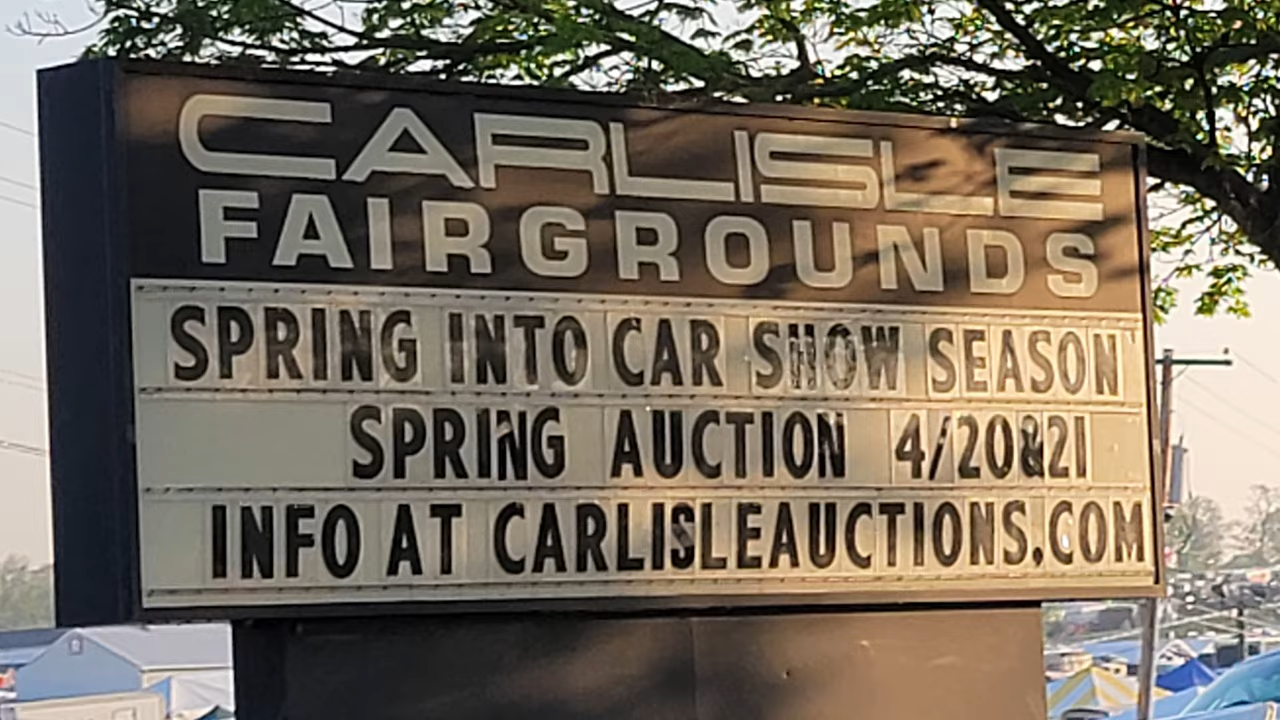 CARLISLE
FAIRGROUNDS
SPRING INTO CAR SHOW SEASON
SPRING AUCTION 4/20&21
INFO AT CARLISLEAUCTIONS.COM